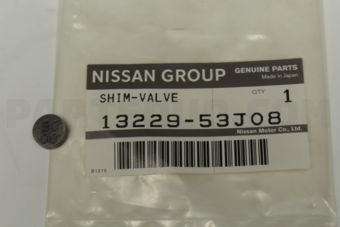 NISSAN GROUP
GENUINE PARTS
Made in Japan
SHIM-VALVE
QTY 1
13229-53J08
Nissan Motor Co., Ltd.